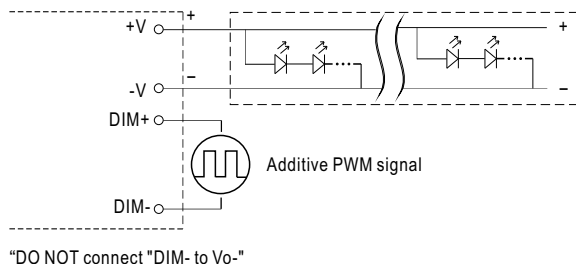 +V + +
-V – –
DIM+
Additive PWM signal
DIM-
“DO NOT connect "DIM- to Vo-"